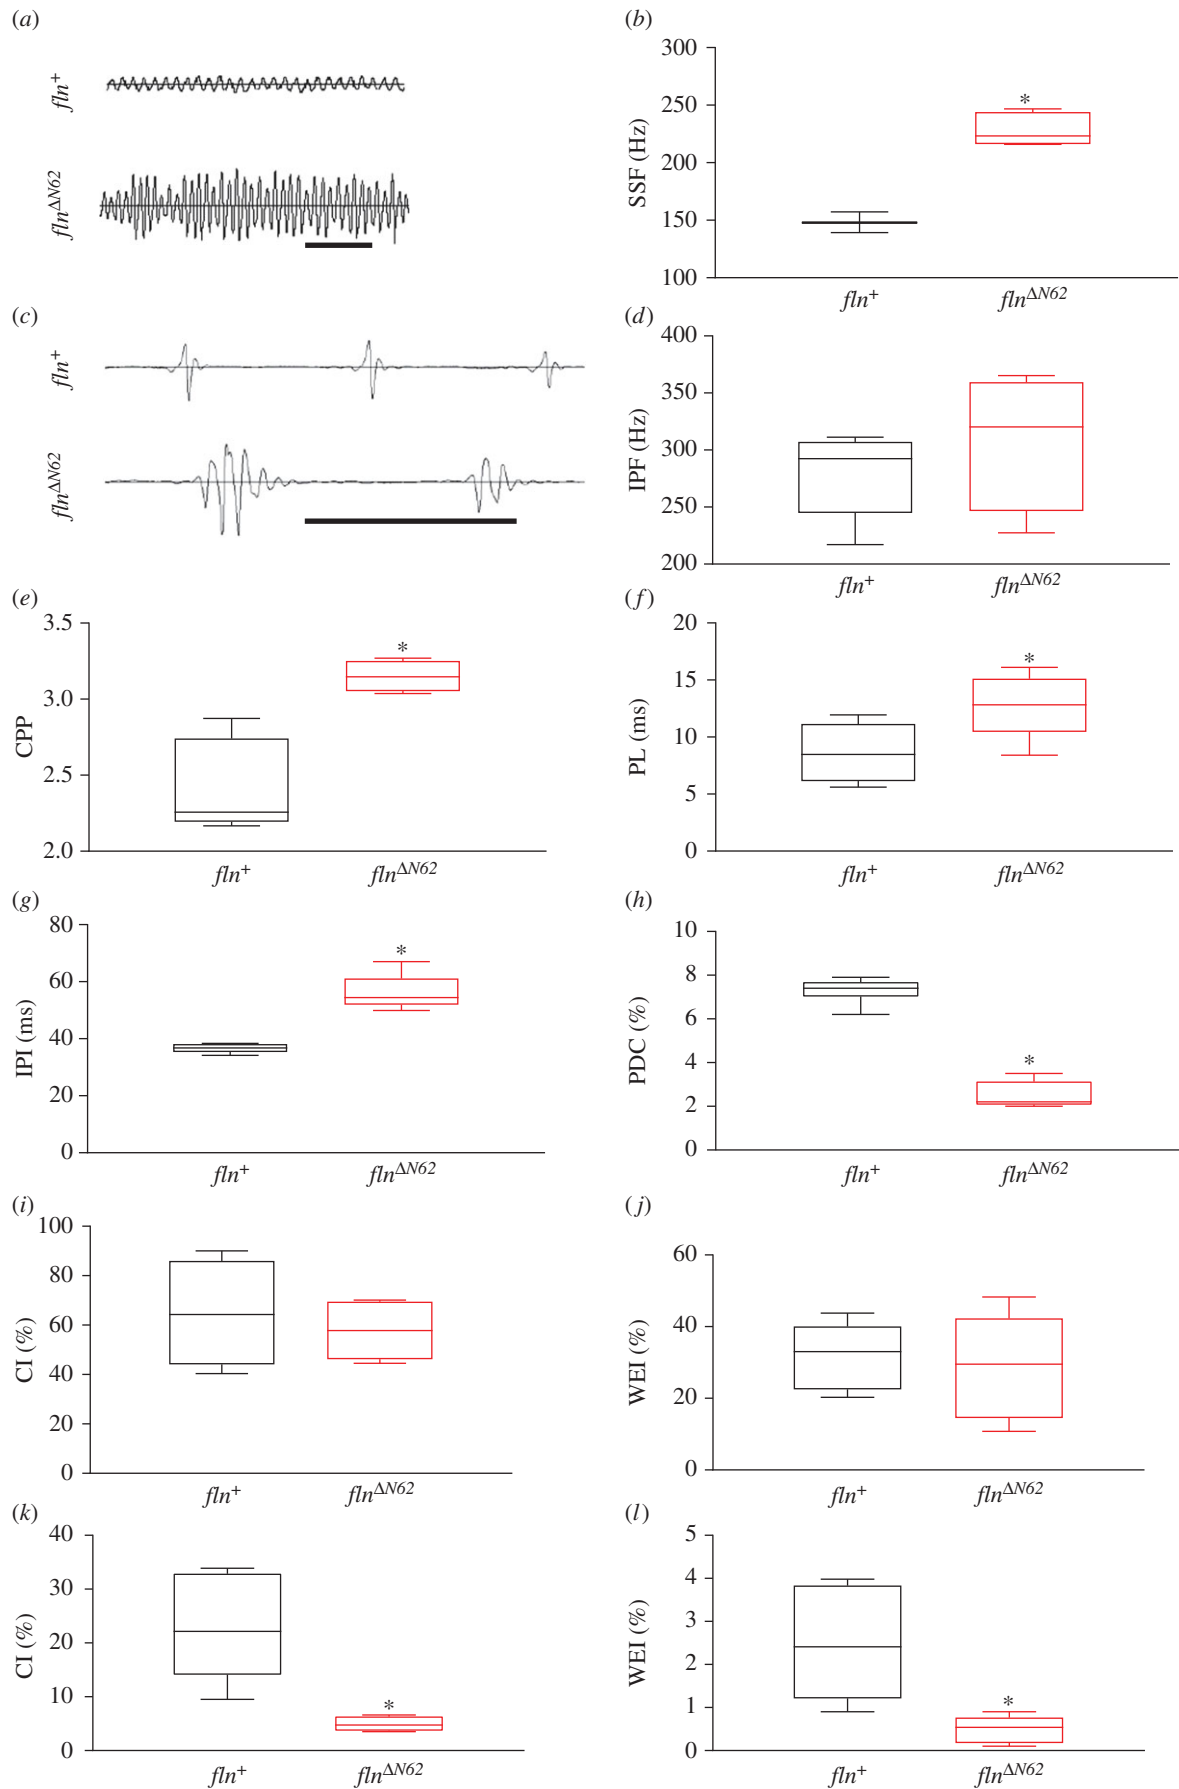 (a)
fln+
flnΔN62
(b)
300
250
200
150
100
SSF (Hz)
*
fln+
flnΔN62
(c)
fln+
flnΔN62
(d)
400
350
300
250
200
IPF (Hz)
fln+
flnΔN62
(e)
3.5
3.0
2.5
2.0
CPP
*
fln+
flnΔN62
(f)
20
15
10
5
0
PL (ms)
*
fln+
flnΔN62
(g)
80
60
40
20
0
IPI (ms)
*
fln+
flnΔN62
(h)
10
8
6
4
2
0
PDC (%)
*
fln+
flnΔN62
(i)
100
80
60
40
20
0
CI (%)
fln+
flnΔN62
(j)
60
40
20
0
WEI (%)
fln+
flnΔN62
(k)
40
30
20
10
0
CI (%)
*
fln+
flnΔN62
(l)
5
4
3
2
1
0
WEI (%)
*
fln+
flnΔN62